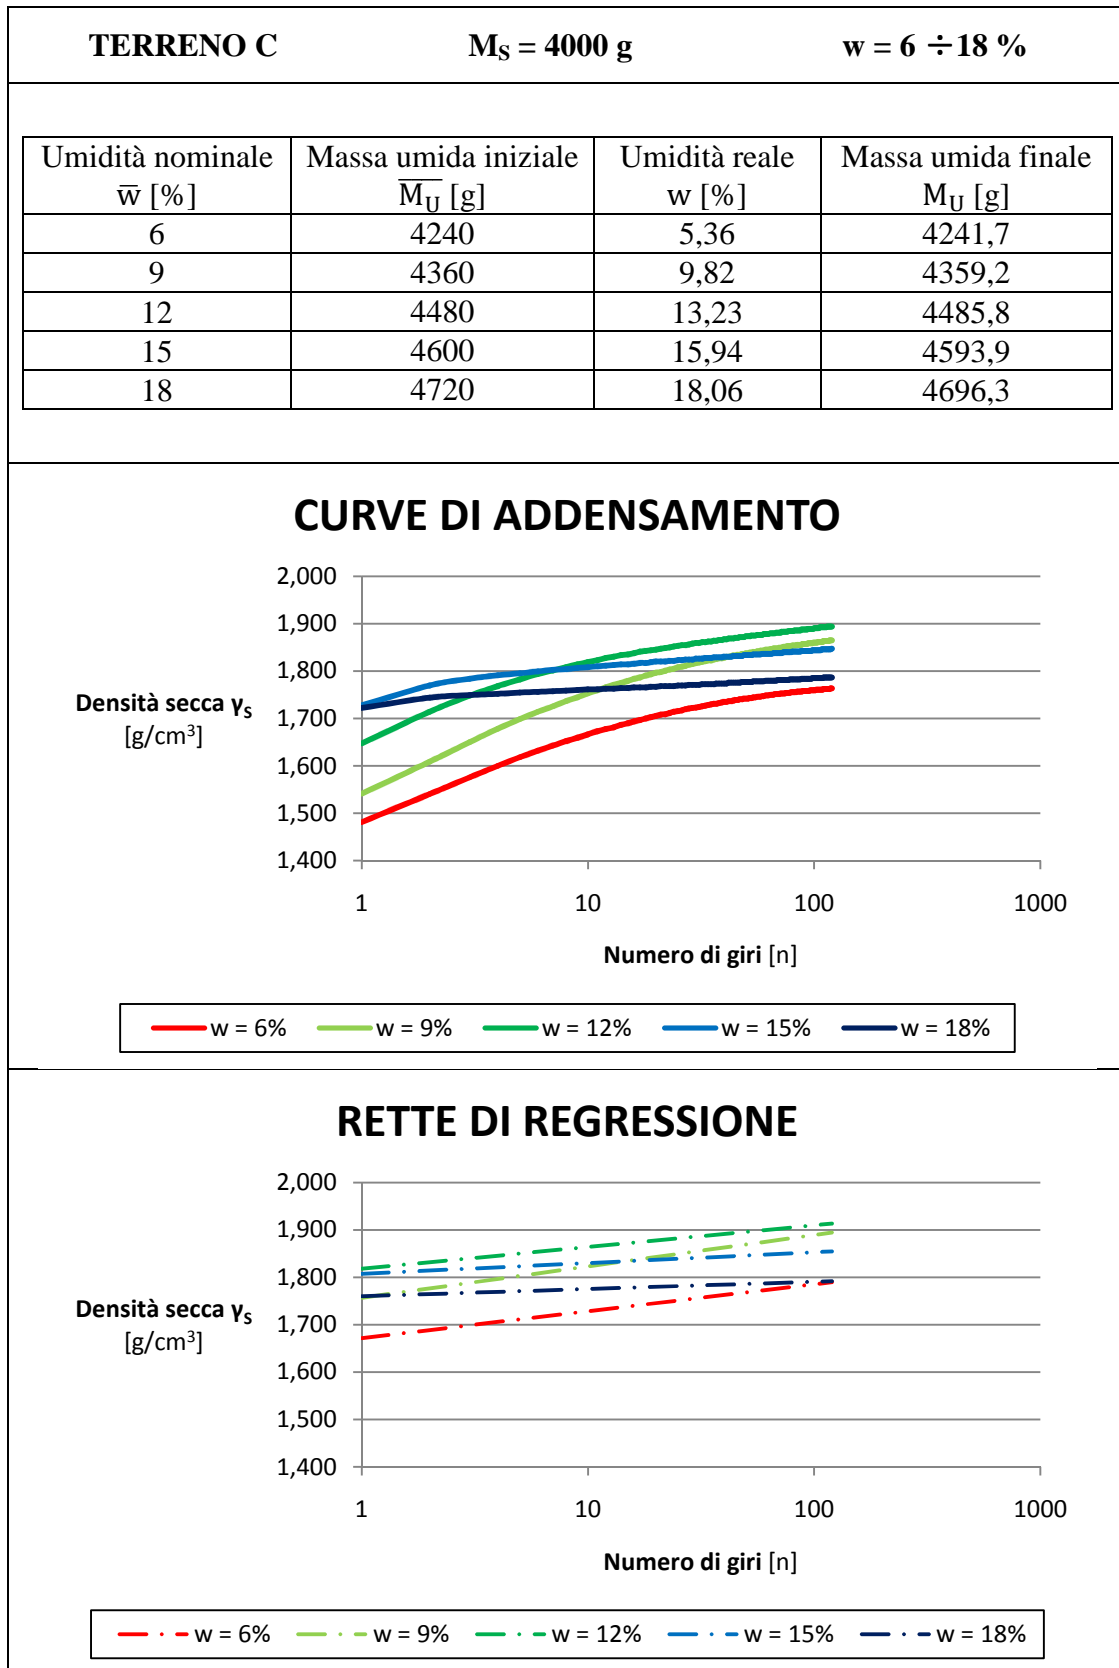 TERRENO C M_S = 4000 g w = 6 ÷ 18 %
Umidità nominale Massa umida iniziale Umidità reale Massa umida finale
w̅ [%] M̅_U̅ [g] w [%] M_U [g]
6 4240 5,36 4241,7
9 4360 9,82 4359,2
12 4480 13,23 4485,8
15 4600 15,94 4593,9
18 4720 18,06 4696,3
CURVE DI ADDENSAMENTO
2,000
1,900
1,800
1,700
1,600
1,500
1,400
Densità secca γ_S
[g/cm³]
1 10 100 1000
Numero di giri [n]
w = 6% w = 9% w = 12% w = 15% w = 18%
RETTE DI REGRESSIONE
2,000
1,900
1,800
1,700
1,600
1,500
1,400
Densità secca γ_S
[g/cm³]
1 10 100 1000
Numero di giri [n]
w = 6% w = 9% w = 12% w = 15% w = 18%